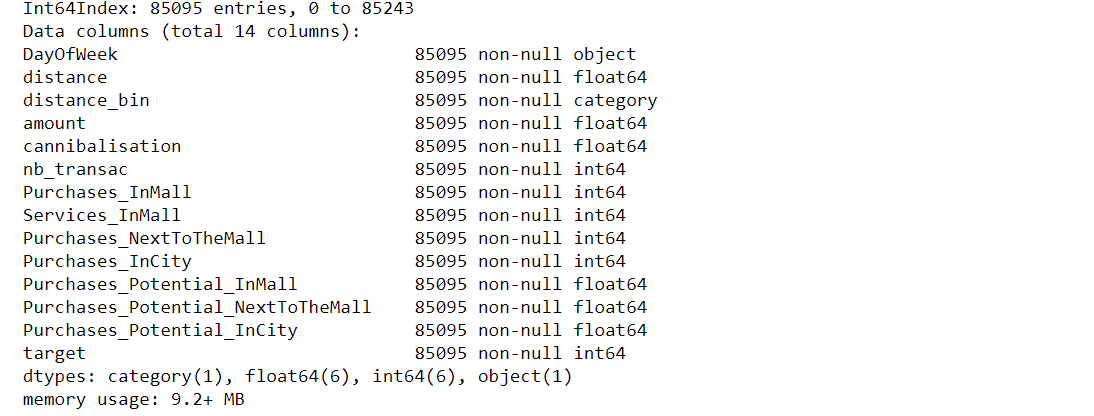 Int64Index: 85095 entries, 0 to 85243
Data columns (total 14 columns):
DayOfWeek                          85095 non-null object
distance                           85095 non-null float64
distance_bin                       85095 non-null category
amount                             85095 non-null float64
cannibalisation                    85095 non-null float64
nb_transac                         85095 non-null int64
Purchases_InMall                   85095 non-null int64
Services_InMall                    85095 non-null int64
Purchases_NextToTheMall            85095 non-null int64
Purchases_InCity                   85095 non-null int64
Purchases_Potential_InMall         85095 non-null float64
Purchases_Potential_NextToTheMall  85095 non-null float64
Purchases_Potential_InCity         85095 non-null float64
target                             85095 non-null int64
dtypes: category(1), float64(6), int64(6), object(1)
memory usage: 9.2+ MB